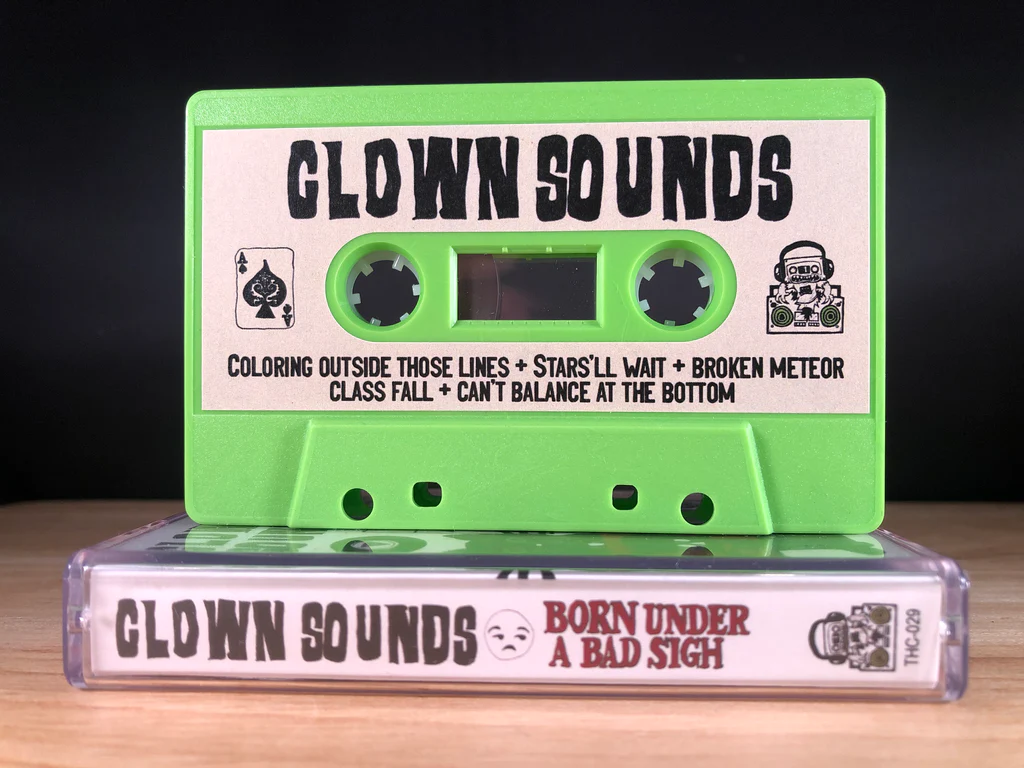 CLOWN SOUNDS
A
COLORING OUTSIDE THOSE LINES + STARS'LL WAIT + BROKEN METEOR
CLASS FALL + CAN'T BALANCE AT THE BOTTOM
CLOWN SOUNDS BORN UNDER
A BAD SIGH
THC-029